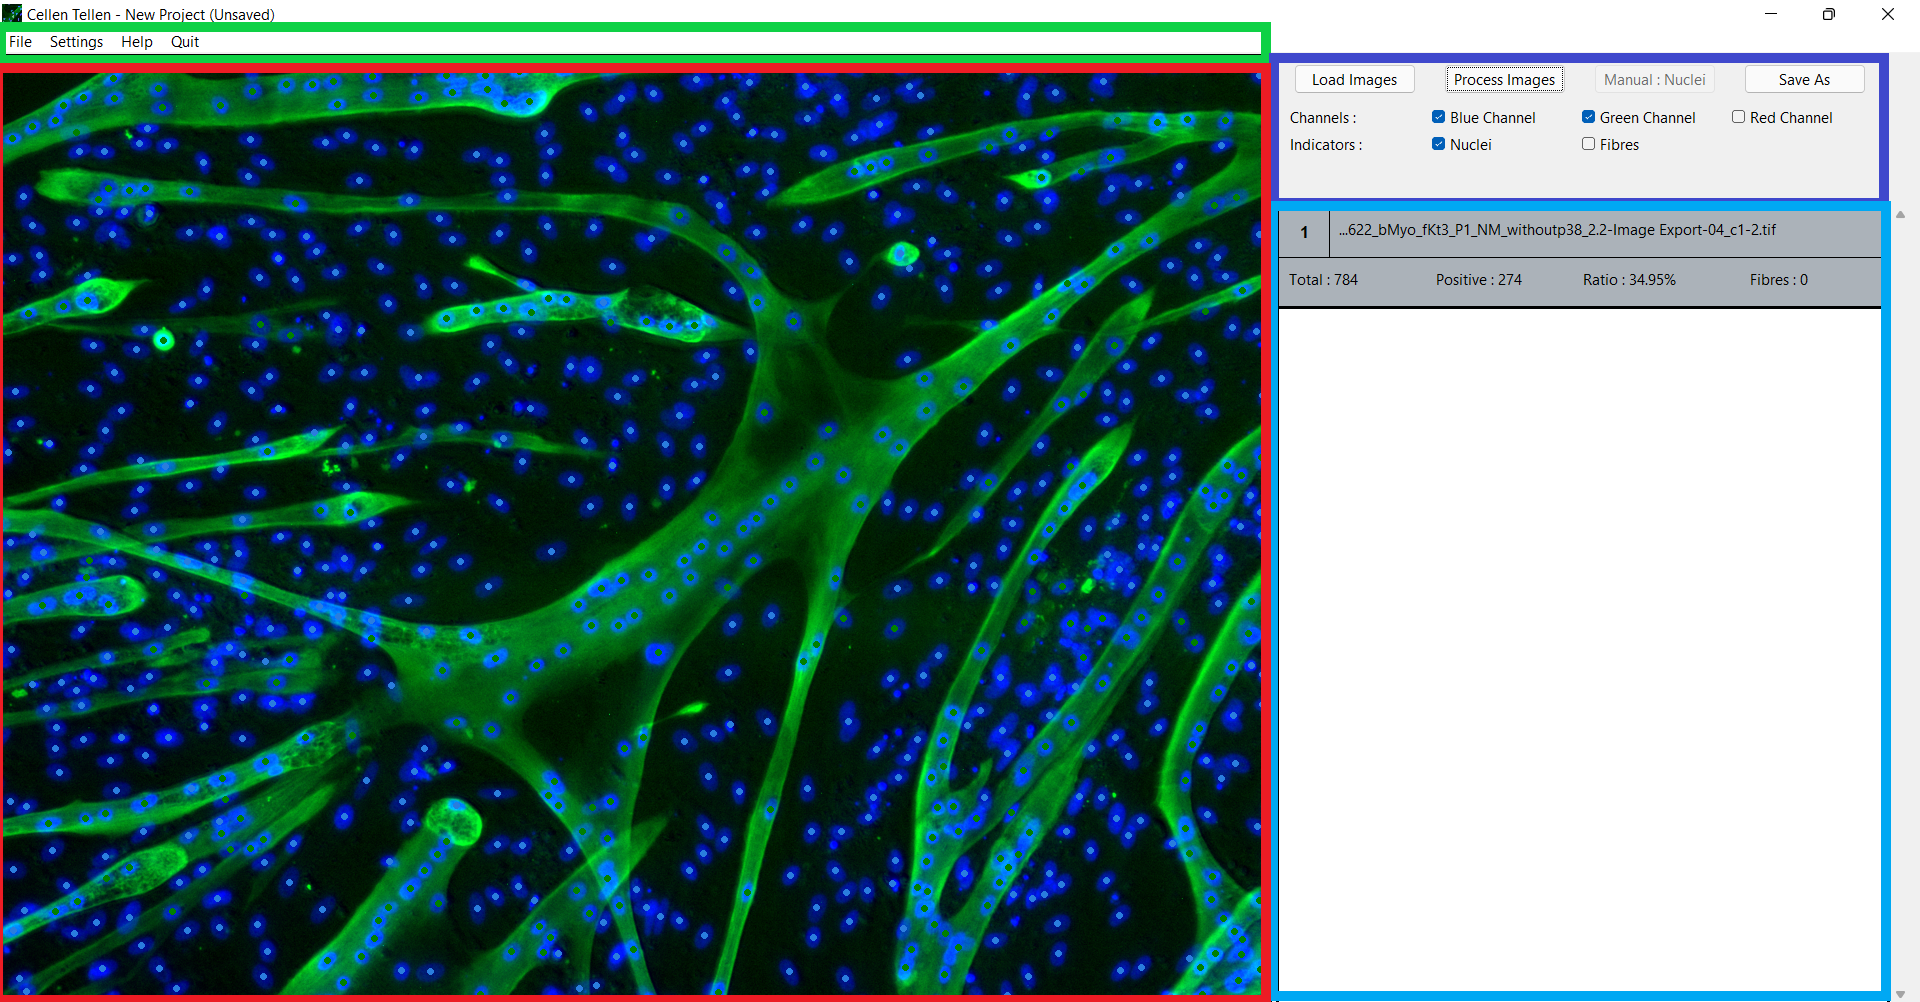 Cellen Tellen - New Project (Unsaved)
File Settings Help Quit
Load Images Process Images Manual : Nuclei Save As
Channels : Blue Channel Green Channel Red Channel
Indicators : Nuclei Fibres
1 ...622_bMyo_fKt3_P1_NM_withoutp38_2.2-Image Export-04_c1-2.tif
Total : 784 Positive : 274 Ratio : 34.95% Fibres : 0